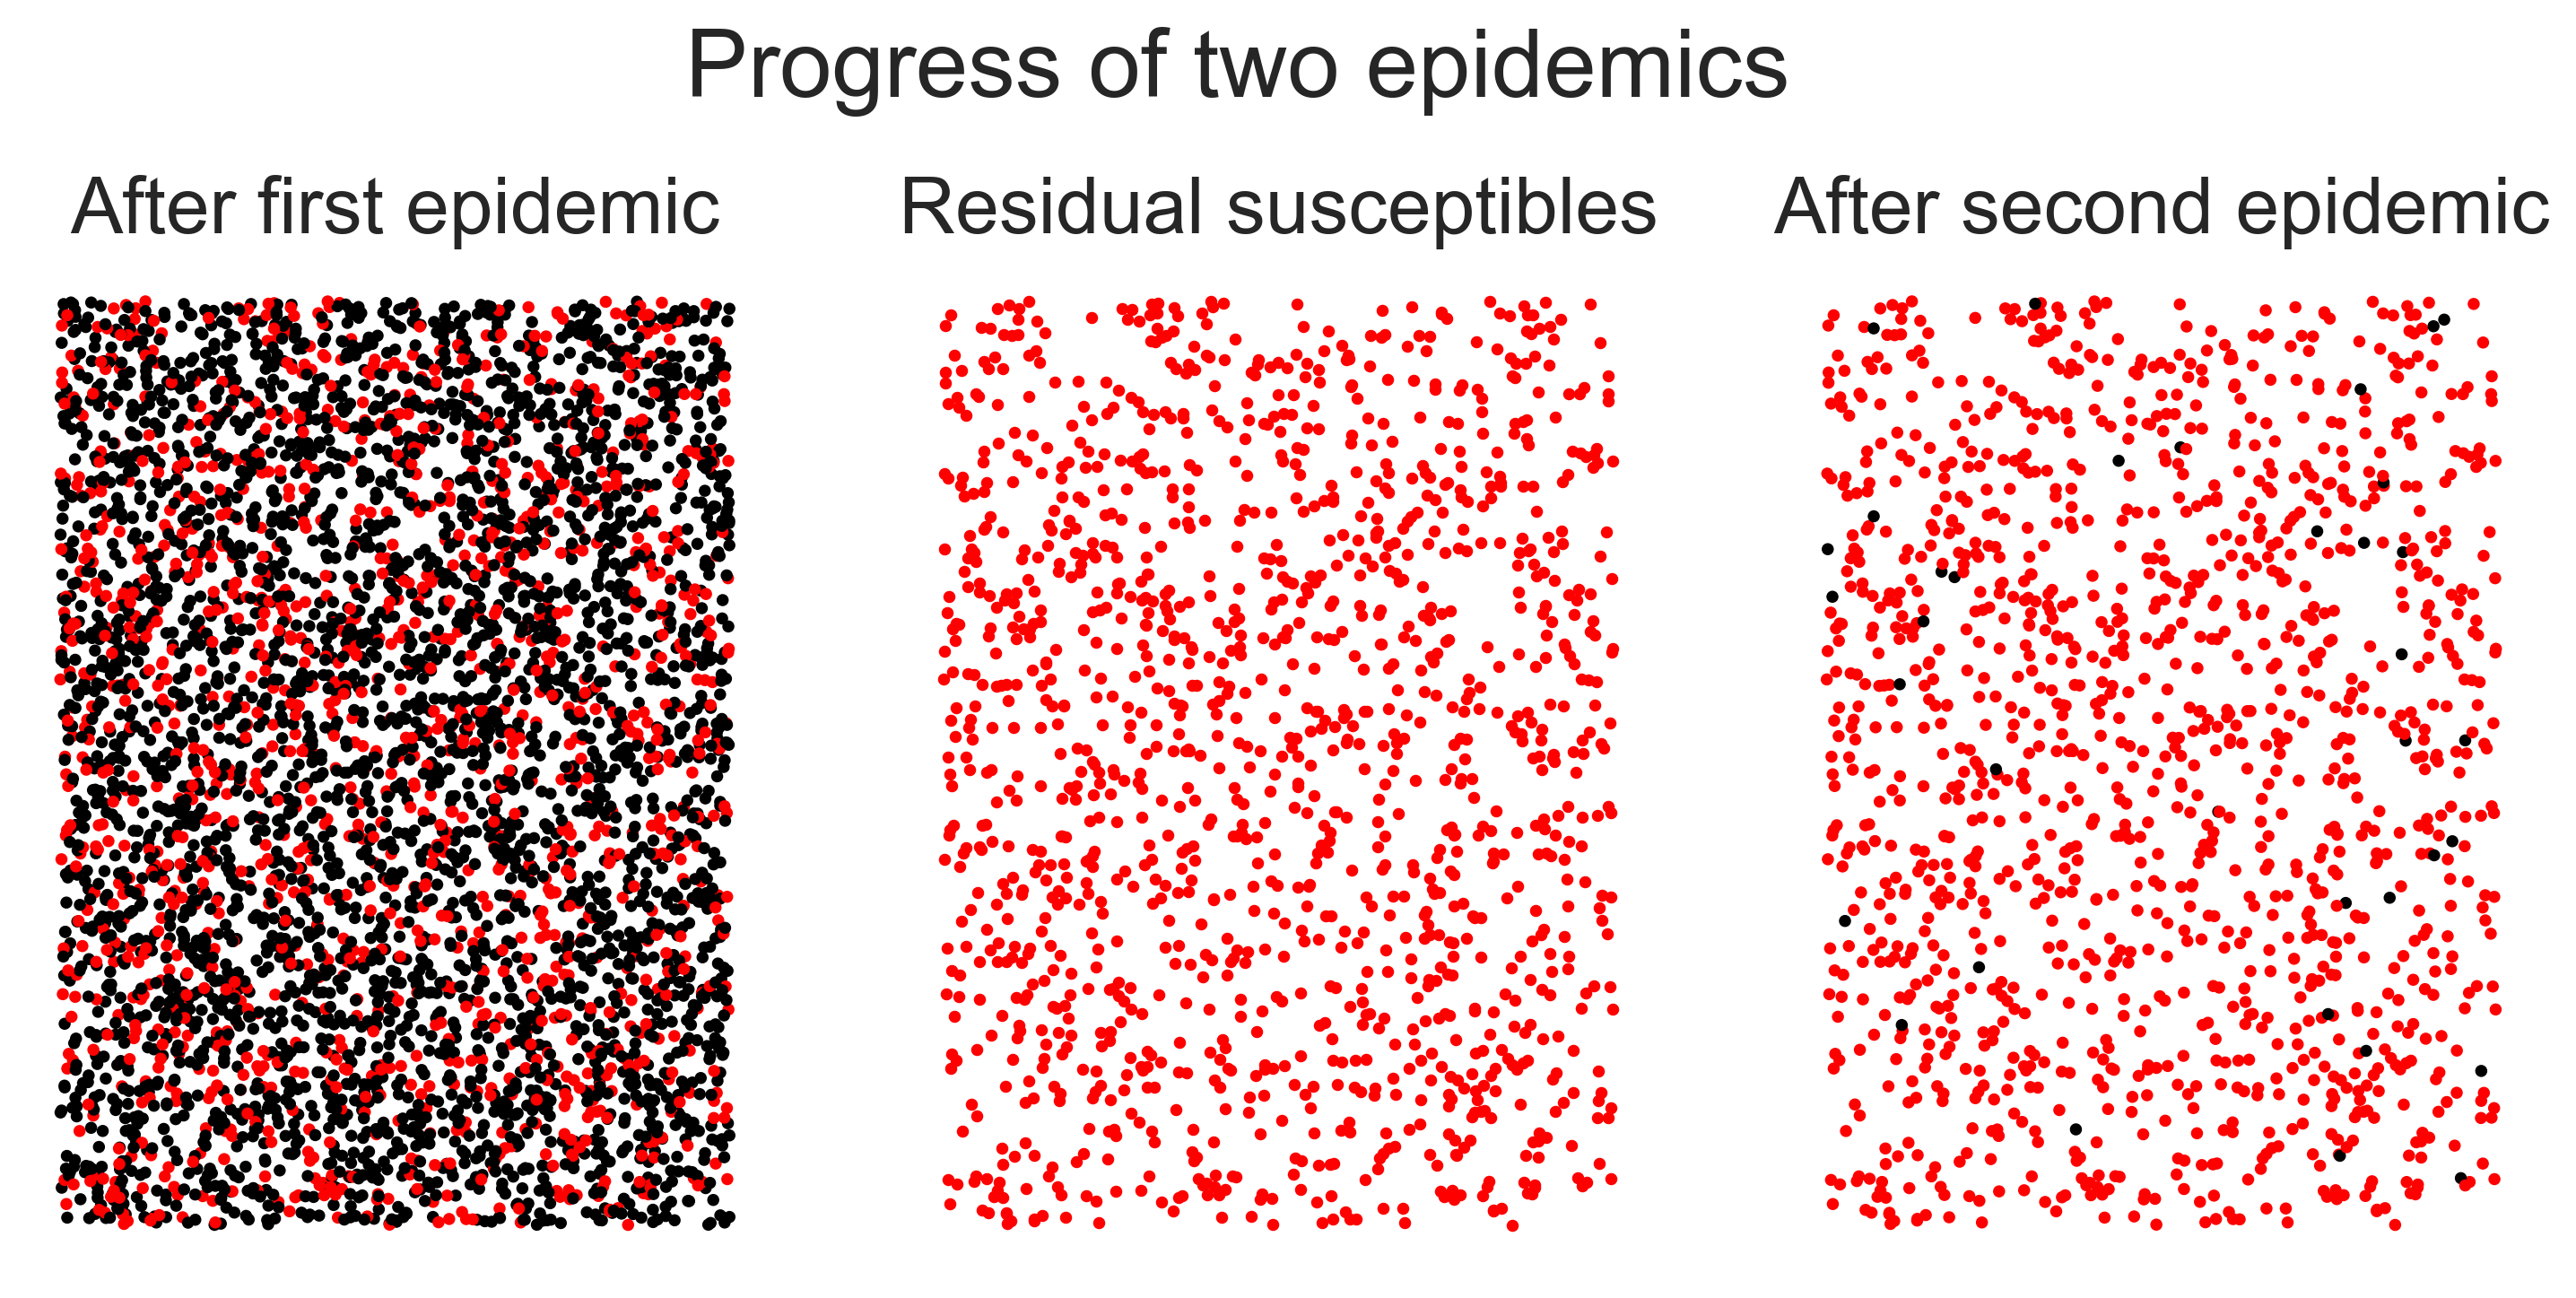 Progress of two epidemics
After first epidemic
Residual susceptibles
After second epidemic